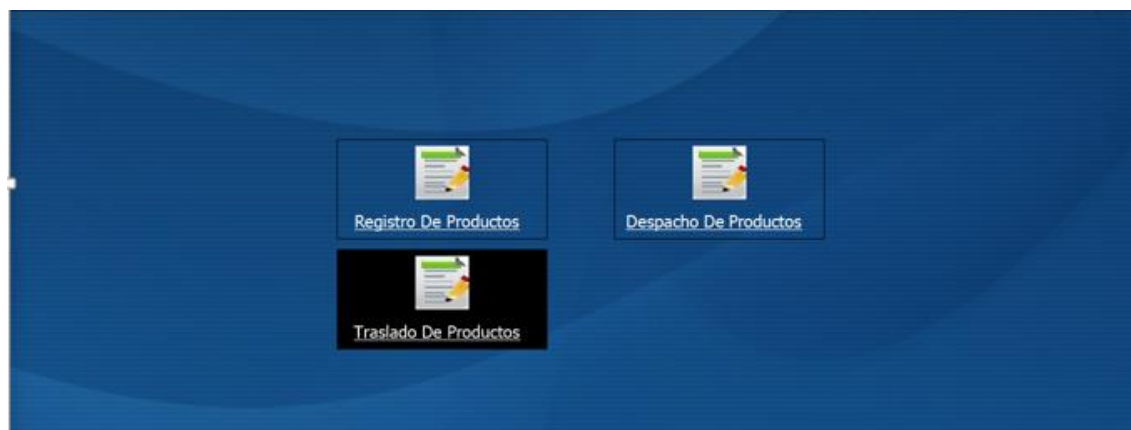 Registro De Productos
Despacho De Productos
Traslado De Productos